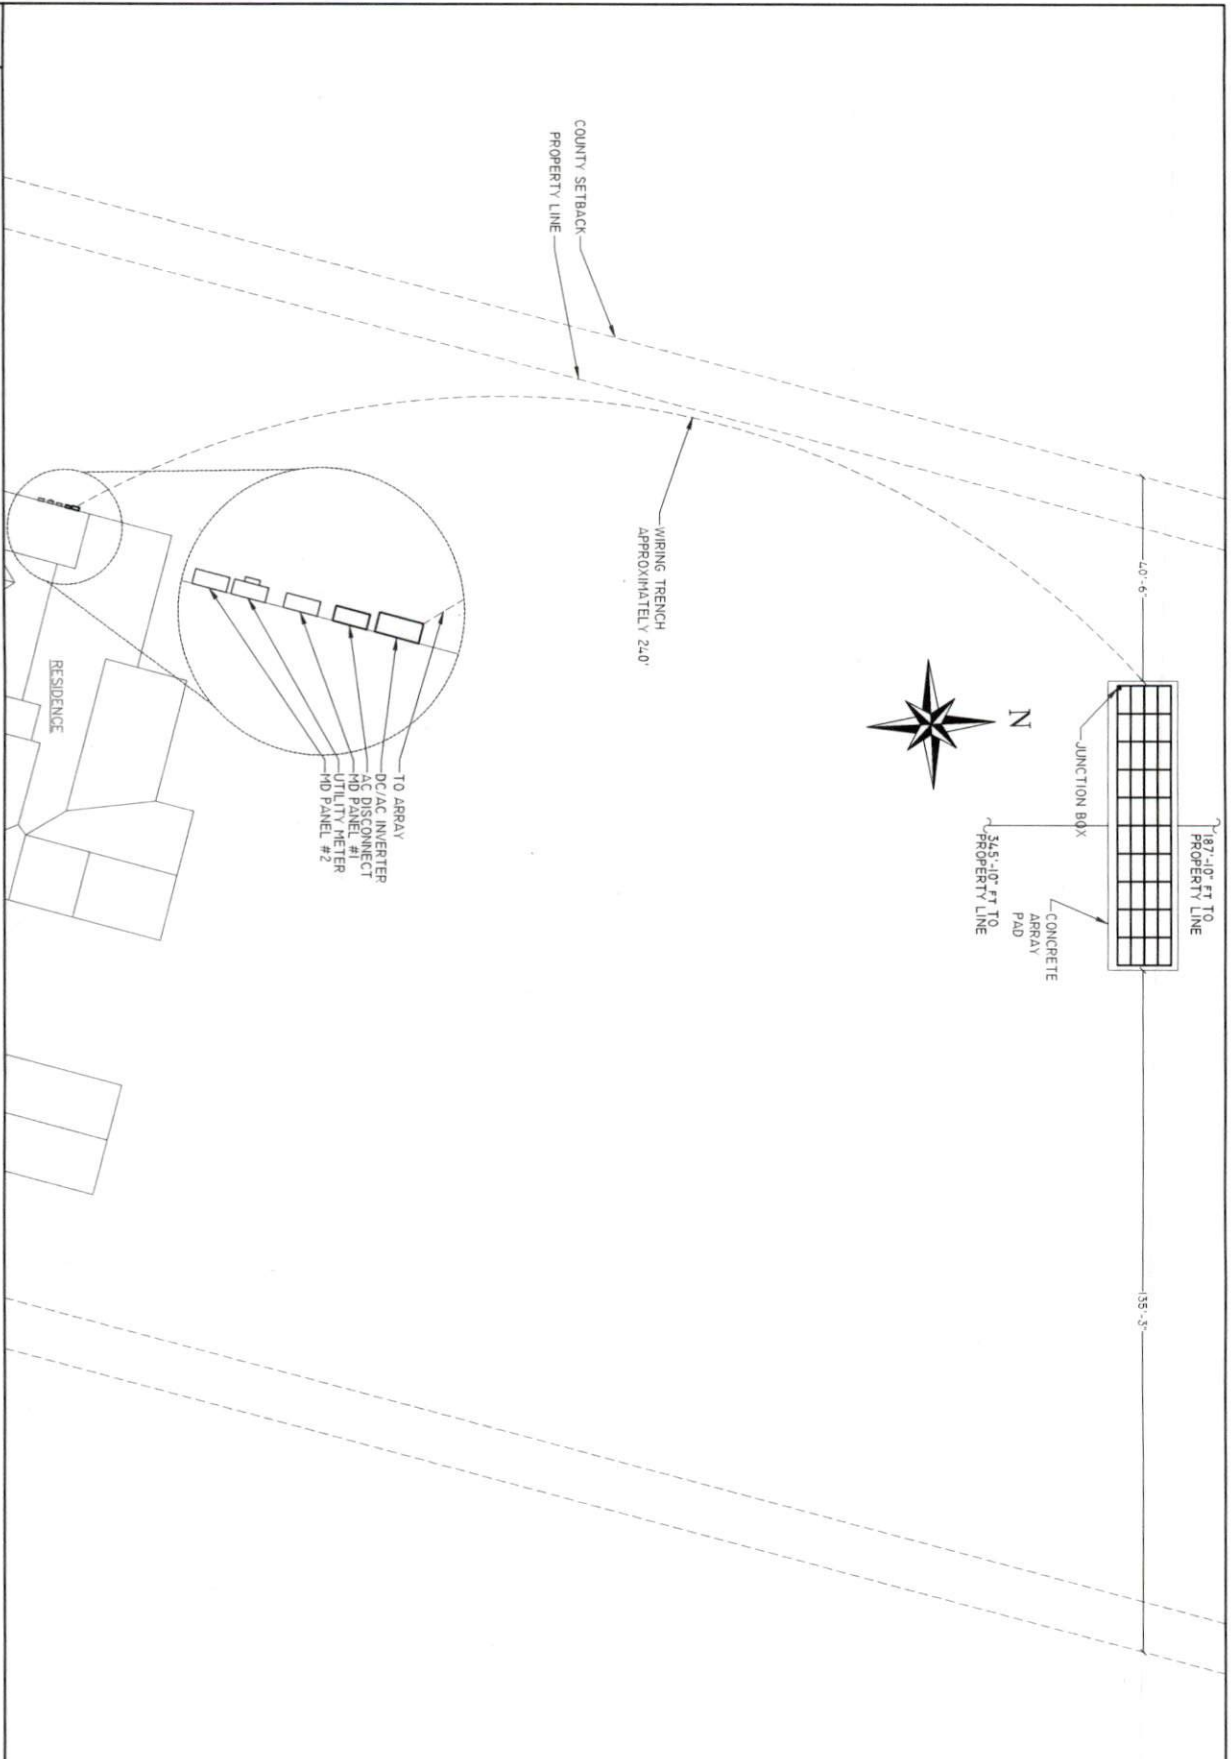 COUNTY SETBACK
PROPERTY LINE
WIRING TRENCH
APPROXIMATELY 240'
40'-6"
N
JUNCTION BOX
187'-10" FT TO
PROPERTY LINE
345'-10" FT TO
PROPERTY LINE
CONCRETE
ARRAY
PAD
135'-3"
TO ARRAY
DC/AC INVERTER
AC DISCONNECT
MD PANEL #1
UTILITY METER
MD PANEL #2
RESIDENCE